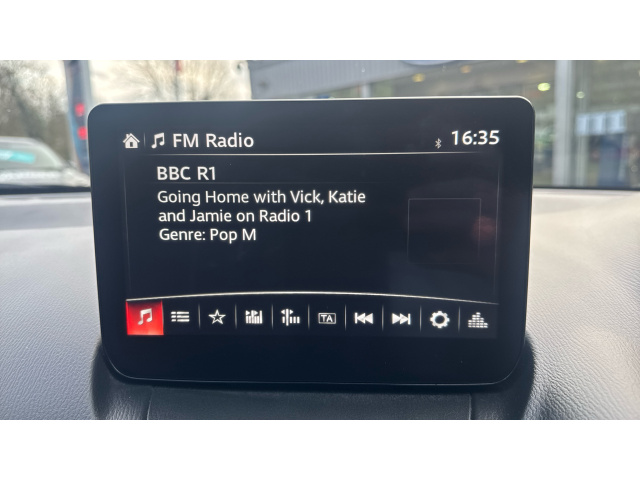 FM Radio
16:35
BBC R1
Going Home with Vick, Katie
and Jamie on Radio 1
Genre: Pop M
TA